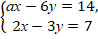 ax − 6y = 14,
2x − 3y = 7